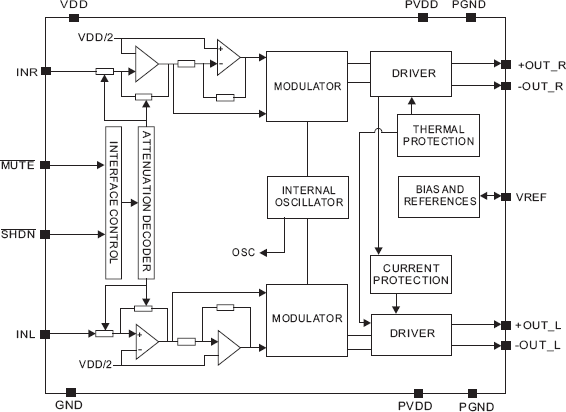 VDD
PVDD
PGND
VDD/2
+
-
INR
MODULATOR
DRIVER
+OUT_R
-OUT_R
THERMAL
PROTECTION
MUTE
SHDN
INTERFACE CONTROL
ATTENUATION DECODER
INTERNAL
OSCILLATOR
BIAS AND
REFERENCES
VREF
OSC
CURRENT
PROTECTION
INL
+
-
VDD/2
+
-
MODULATOR
DRIVER
+OUT_L
-OUT_L
GND
PVDD
PGND